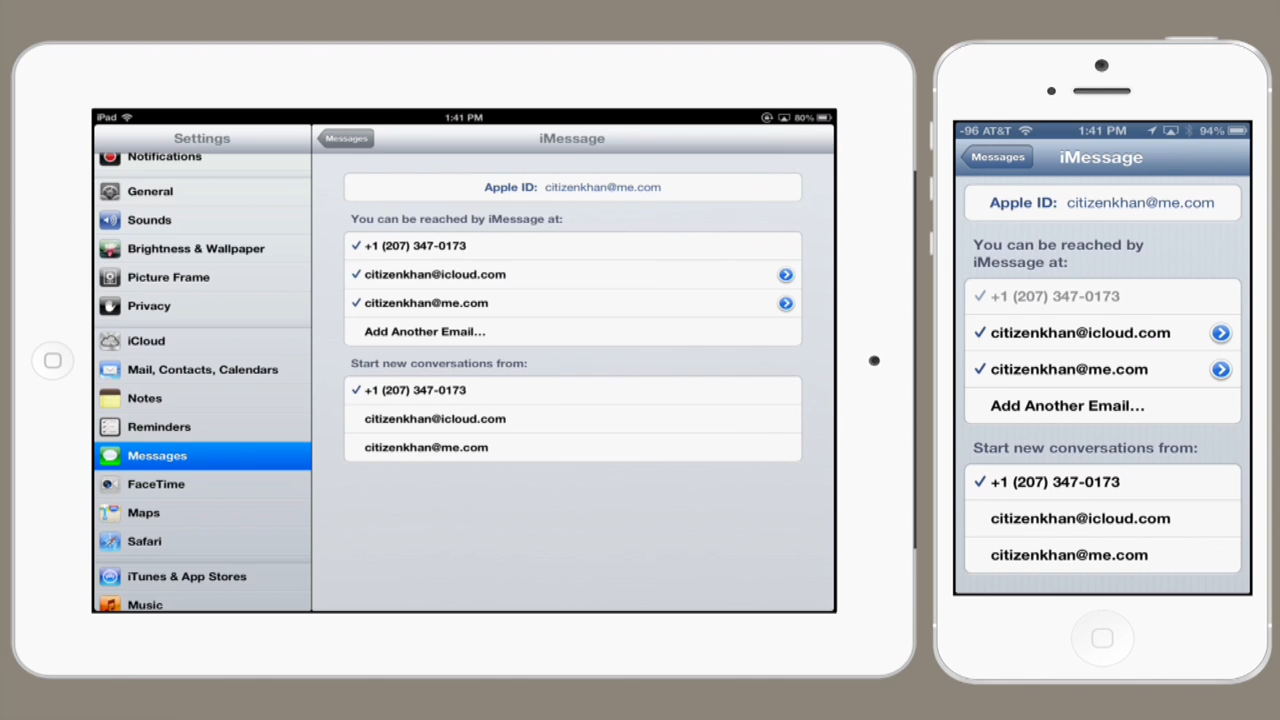 iPad 1:41 PM 80%
Settings
Notifications
General
Sounds
Brightness & Wallpaper
Picture Frame
Privacy
iCloud
Mail, Contacts, Calendars
Notes
Reminders
Messages
FaceTime
Maps
Safari
iTunes & App Stores
Music
Messages iMessage
Apple ID: citizenkhan@me.com
You can be reached by iMessage at:
✓ +1 (207) 347-0173
✓ citizenkhan@icloud.com
✓ citizenkhan@me.com
Add Another Email...
Start new conversations from:
✓ +1 (207) 347-0173
citizenkhan@icloud.com
citizenkhan@me.com
-96 AT&T 1:41 PM 94%
Messages iMessage
Apple ID: citizenkhan@me.com
You can be reached by
iMessage at:
✓ +1 (207) 347-0173
✓ citizenkhan@icloud.com
✓ citizenkhan@me.com
Add Another Email...
Start new conversations from:
✓ +1 (207) 347-0173
citizenkhan@icloud.com
citizenkhan@me.com